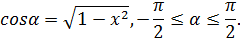 cosα = √(1 − x²), −π/2 ≤ α ≤ π/2.